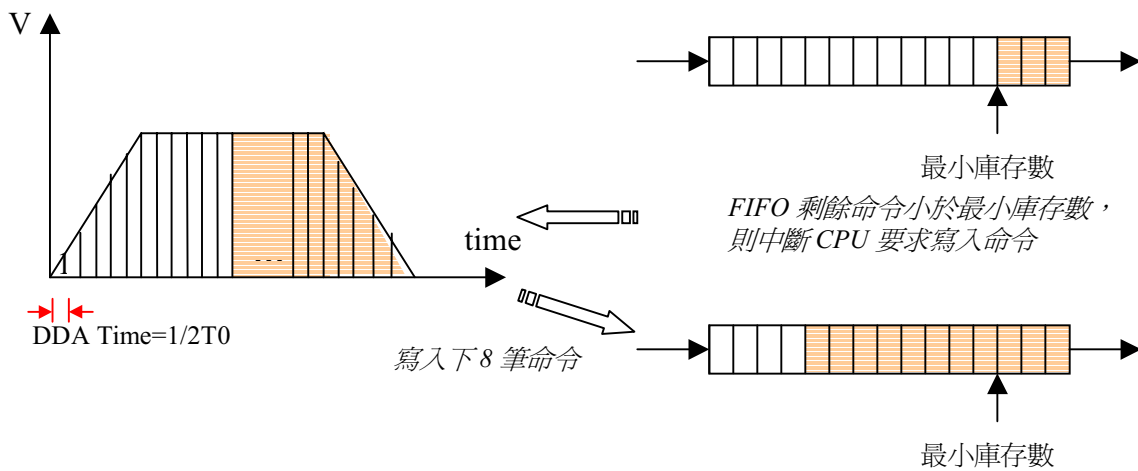 V
最小庫存數
FIFO 剩餘命令小於最小庫存數，
則中斷 CPU 要求寫入命令
time
1
- - -
DDA Time=1/2T0
寫入下 8 筆命令
最小庫存數